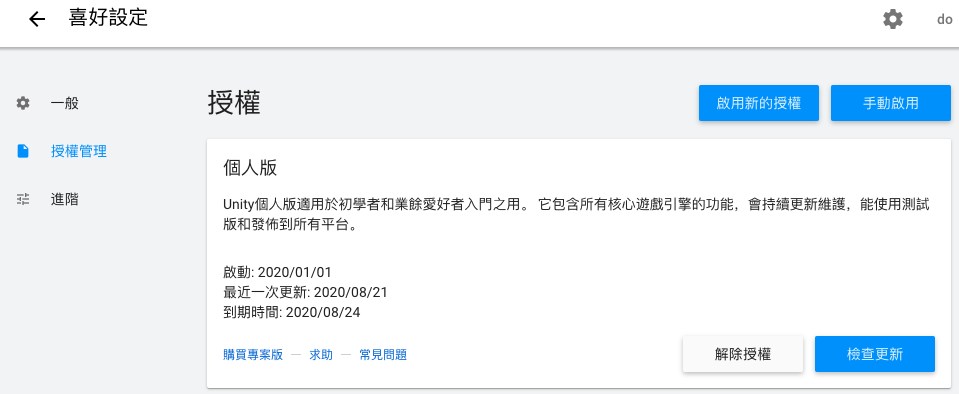 喜好設定
do
一般
授權管理
進階
授權
啟用新的授權
手動啟用
個人版
Unity個人版適用於初學者和業餘愛好者入門之用。 它包含所有核心遊戲引擎的功能，會持續更新維護，能使用測試
版和發佈到所有平台。
啟動: 2020/01/01
最近一次更新: 2020/08/21
到期時間: 2020/08/24
購買專案版 — 求助 — 常見問題
解除授權
檢查更新